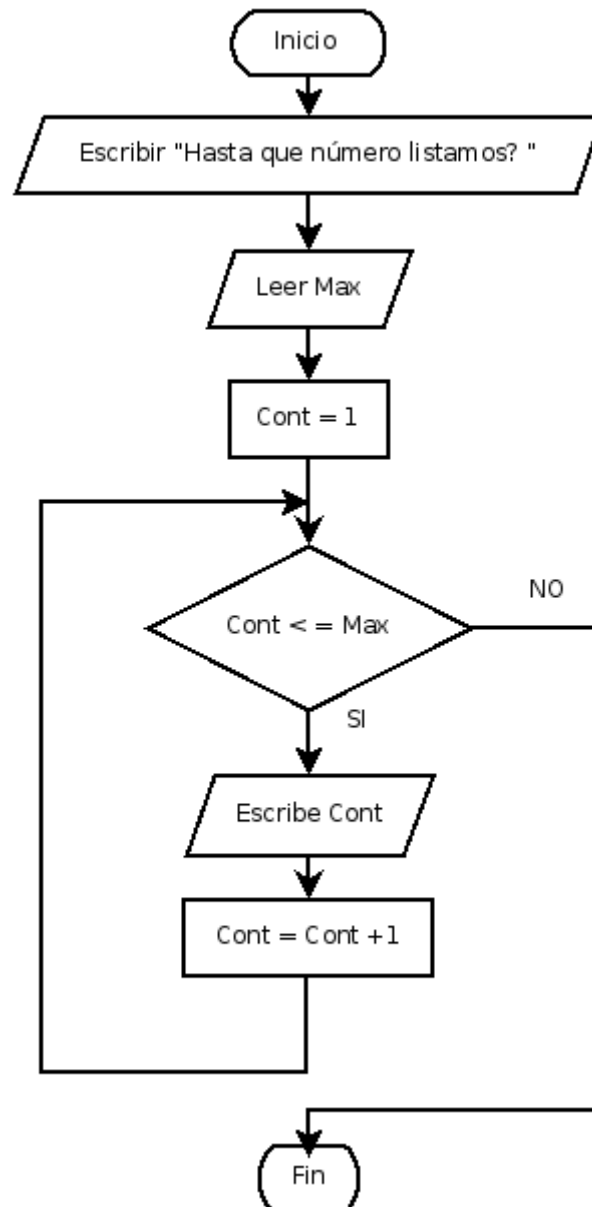 Inicio
Escribir "Hasta que número listamos? "
Leer Max
Cont = 1
Cont < = Max
NO
SI
Escribe Cont
Cont = Cont +1
Fin